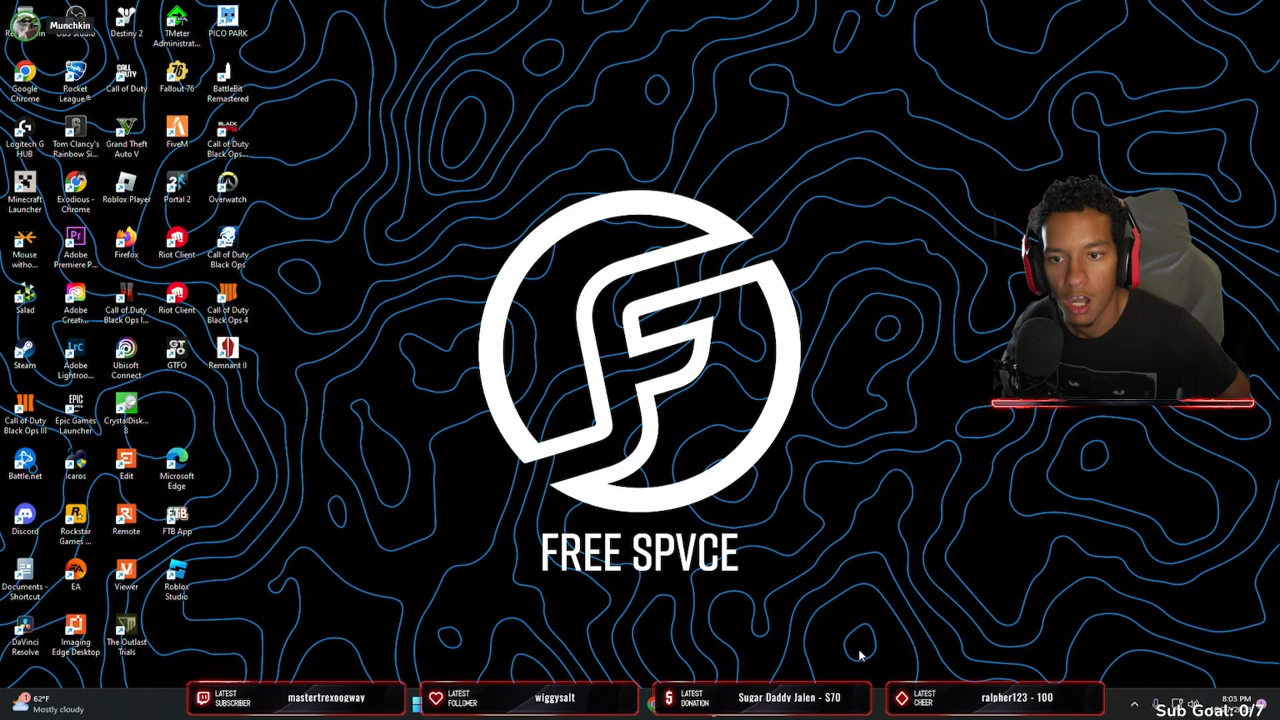 Munchkin
Destiny 2
TMeter
Administrat...
PICO PARK
Google
Chrome
Rocket
League®
Call of Duty
Fallout 76
BattleBit
Remastered
Logitech G
HUB
Tom Clancy's
Rainbow Si...
Grand Theft
Auto V
FiveM
Call of Duty
Black Ops...
Minecraft
Launcher
Exodious -
Chrome
Roblox Player
Portal 2
Overwatch
Mouse
witho...
Adobe
Premiere P...
Firefox
Riot Client
Call of Duty
Black Ops
Salad
Adobe
Creati...
Call of Duty
Black Ops I...
Riot Client
Call of Duty
Black Ops 4
Steam
Adobe
Lightroo...
Ubisoft
Connect
GTFO
Remnant II
Call of Duty
Black Ops III
Epic Games
Launcher
CrystalDisk...
8
Battle.net
Icaros
Edit
Microsoft
Edge
Discord
Rockstar
Games ...
Remote
FTB App
Documents -
Shortcut
EA
Viewer
Roblox
Studio
DaVinci
Resolve
Imaging
Edge Desktop
The Outlast
Trials
FREE SPVCE
62°F
Mostly cloudy
LATEST
SUBSCRIBER
mastertrexoogway
LATEST
FOLLOWER
wiggysalt
LATEST
DONATION
Sugar Daddy Jalen - $70
LATEST
CHEER
ralpher123 - 100
8:03 PM
Sub Goal: 0/7